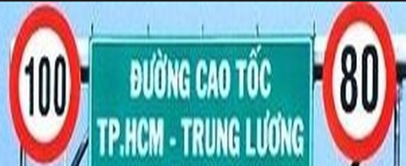 100
ĐƯỜNG CAO TỐC
TP.HCM - TRUNG LƯƠNG
80